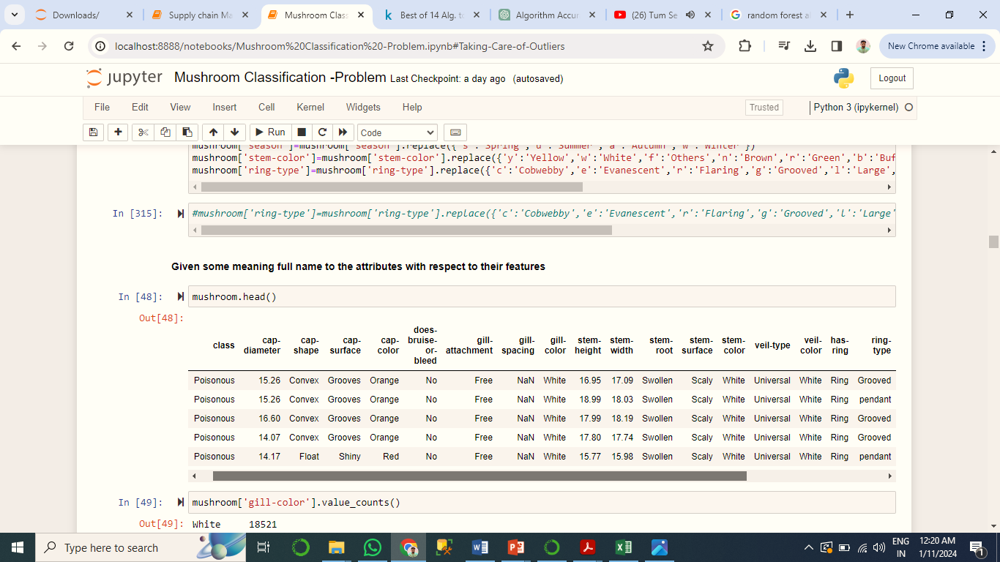 Downloads/
Supply chain Ma
Mushroom Class
Best of 14 Alg. to
Algorithm Accur
(26) Tum Se
random forest al
localhost:8888/notebooks/Mushroom%20Classification%20-Problem.ipynb#Taking-Care-of-Outliers
New Chrome available
jupyter Mushroom Classification -Problem Last Checkpoint: a day ago (autosaved)
Logout
File Edit View Insert Cell Kernel Widgets Help
Trusted
Python 3 (ipykernel)
Run
Code
mushroom['season']=mushroom['season'].replace({'s':'Spring','u':'Summer','a':'Autumn','w':'Winter'})
mushroom['stem-color']=mushroom['stem-color'].replace({'y':'Yellow','w':'White','f':'Others','n':'Brown','r':'Green','b':'Buf
mushroom['ring-type']=mushroom['ring-type'].replace({'c':'Cobwebby','e':'Evanescent','r':'Flaring','g':'Grooved','l':'Large',
In [315]: #mushroom['ring-type']=mushroom['ring-type'].replace({'c':'Cobwebby','e':'Evanescent','r':'Flaring','g':'Grooved','l':'Large'
Given some meaning full name to the attributes with respect to their features
In [48]: mushroom.head()
Out[48]:
class cap-diameter cap-shape cap-surface cap-color does-bruise-or-bleed gill-attachment gill-spacing gill-color stem-height stem-width stem-root stem-surface stem-color veil-type veil-color has-ring ring-type
Poisonous 15.26 Convex Grooves Orange No Free NaN White 16.95 17.09 Swollen Scaly White Universal White Ring Grooved
Poisonous 15.26 Convex Grooves Orange No Free NaN White 18.99 18.03 Swollen Scaly White Universal White Ring pendant
Poisonous 16.60 Convex Grooves Orange No Free NaN White 17.99 18.19 Swollen Scaly White Universal White Ring Grooved
Poisonous 14.07 Convex Grooves Orange No Free NaN White 17.80 17.74 Swollen Scaly White Universal White Ring Grooved
Poisonous 14.17 Float Shiny Red No Free NaN White 15.77 15.98 Swollen Scaly White Universal White Ring pendant
In [49]: mushroom['gill-color'].value_counts()
Out[49]: White 18521
Type here to search
ENG
IN
12:20 AM
1/11/2024
1